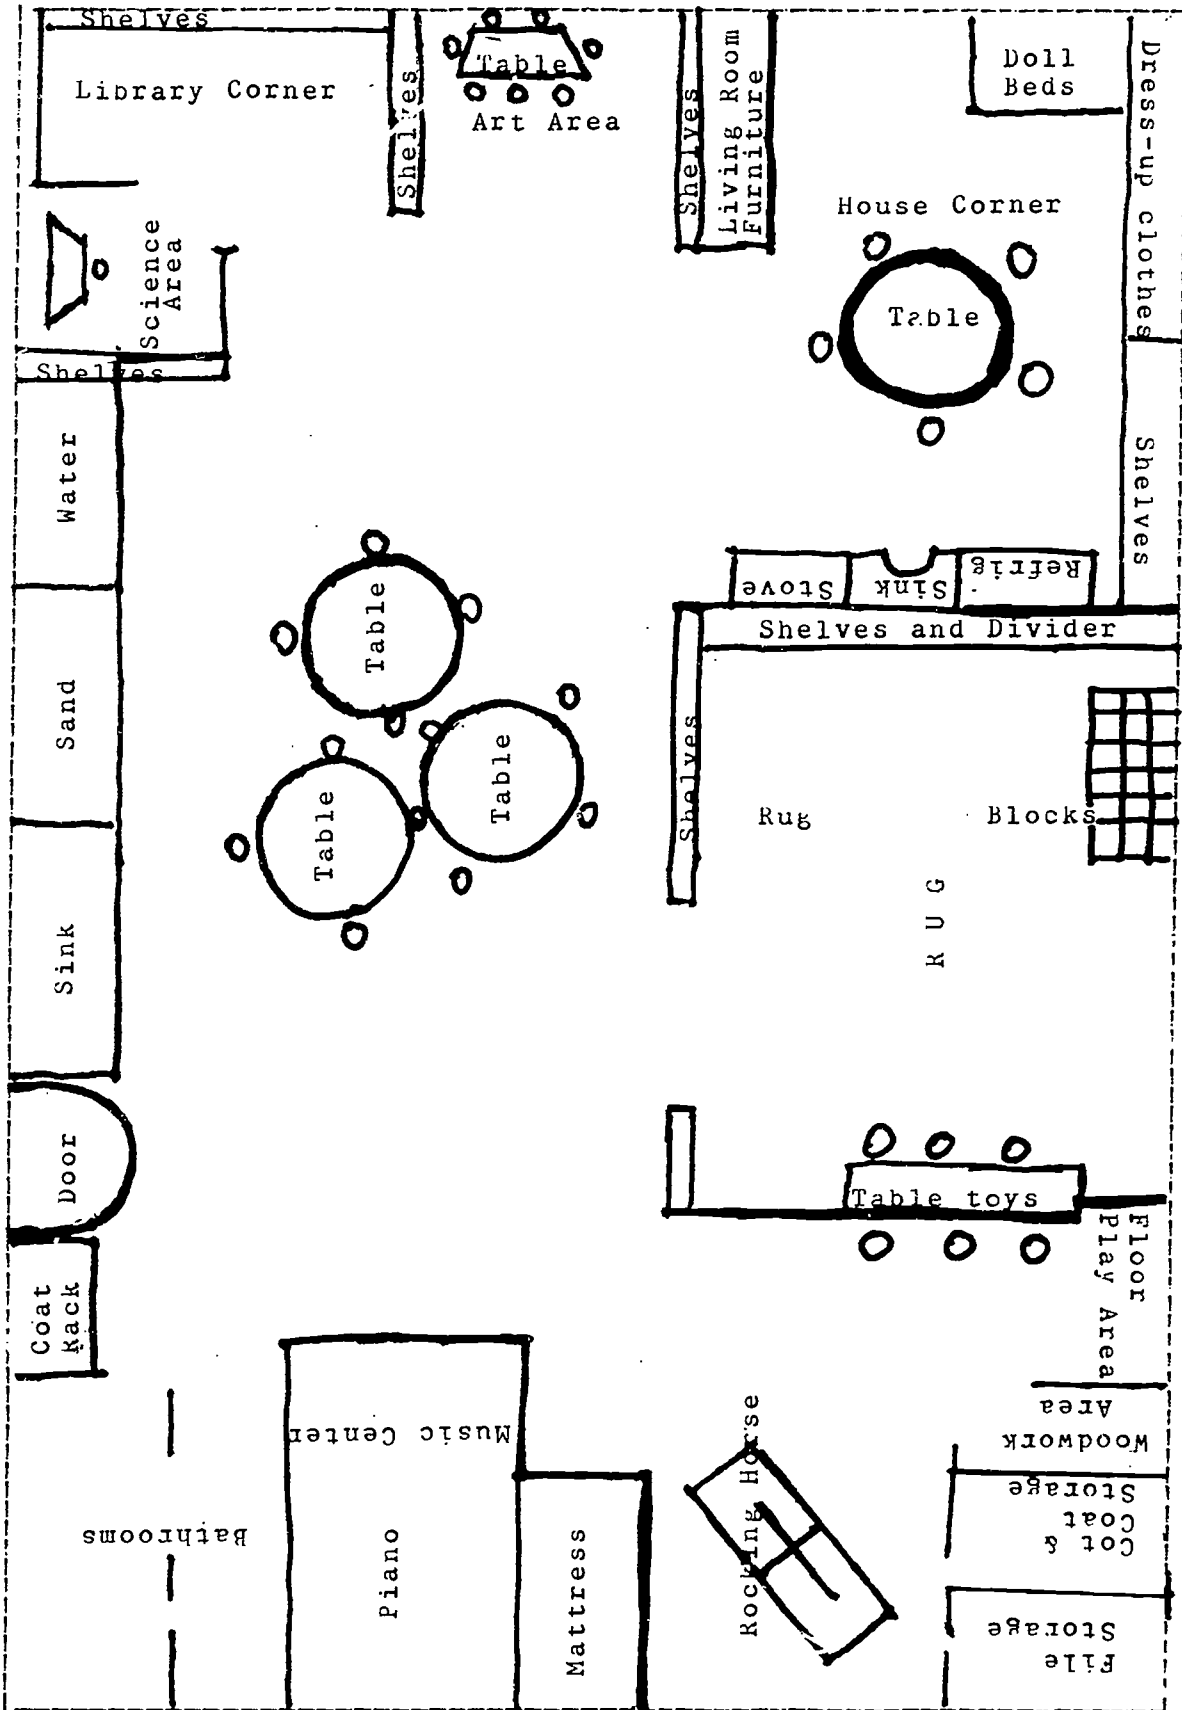 Shelves
Library Corner
Shelves
Table
Art Area
Shelves
Living Room
Furniture
Doll
Beds
Dress-up clothes
House Corner
Table
Science
Area
Shelves
Water
Shelves
Stove
Sink
Refrig
Shelves and Divider
Table
Sand
Table
Table
Shelves
Rug
Blocks
RUG
Sink
Door
Table toys
Floor
Play Area
Coat
Rack
Music Center
Woodwork
Area
Rocking Horse
Cot &
Coat
Storage
Bathrooms
Piano
Mattress
File
Storage